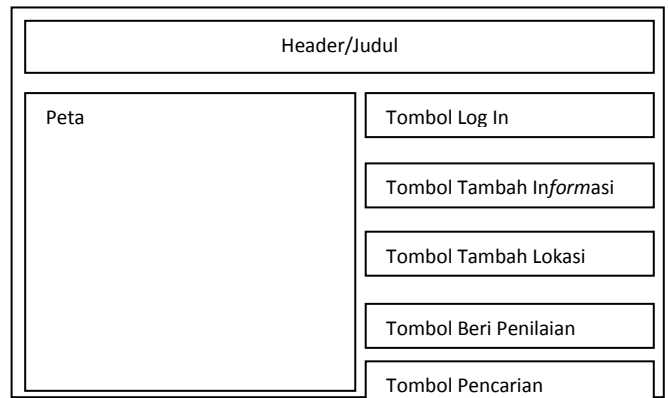 Header/Judul
Peta
Tombol Log In
Tombol Tambah Informasi
Tombol Tambah Lokasi
Tombol Beri Penilaian
Tombol Pencarian